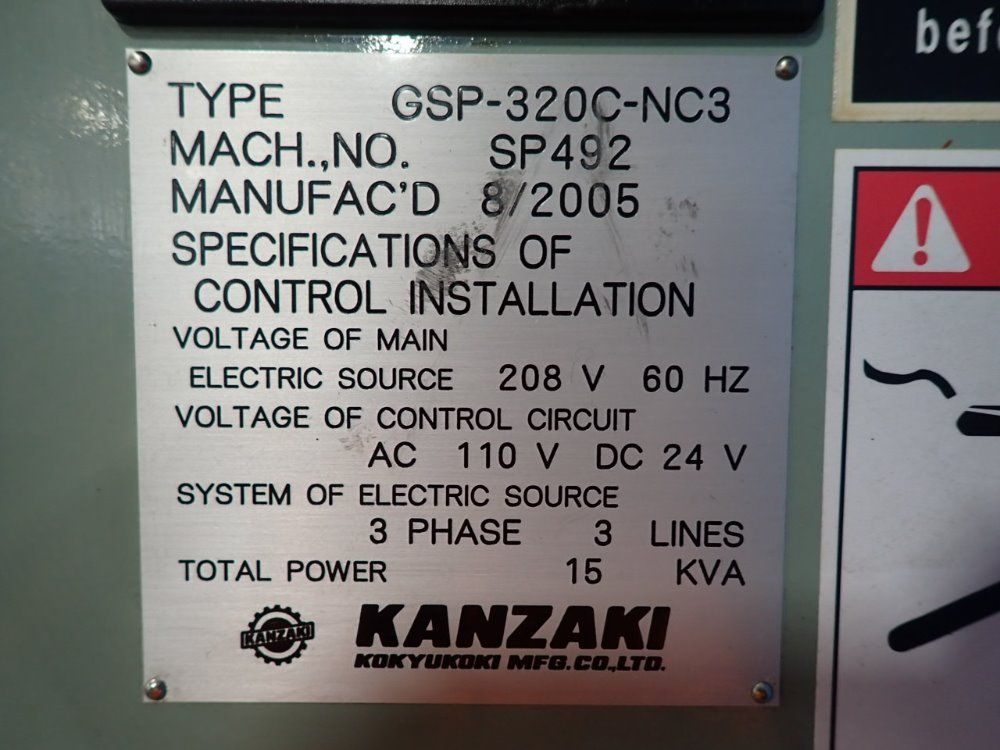 TYPE GSP-320C-NC3
MACH.,NO. SP492
MANUFAC'D 8/2005
SPECIFICATIONS OF
CONTROL INSTALLATION
VOLTAGE OF MAIN
ELECTRIC SOURCE 208 V 60 HZ
VOLTAGE OF CONTROL CIRCUIT
AC 110 V DC 24 V
SYSTEM OF ELECTRIC SOURCE
3 PHASE 3 LINES
TOTAL POWER 15 KVA
KANZAKI
KANZAKI
KOKYUKOKI MFG.CO.,LTD.